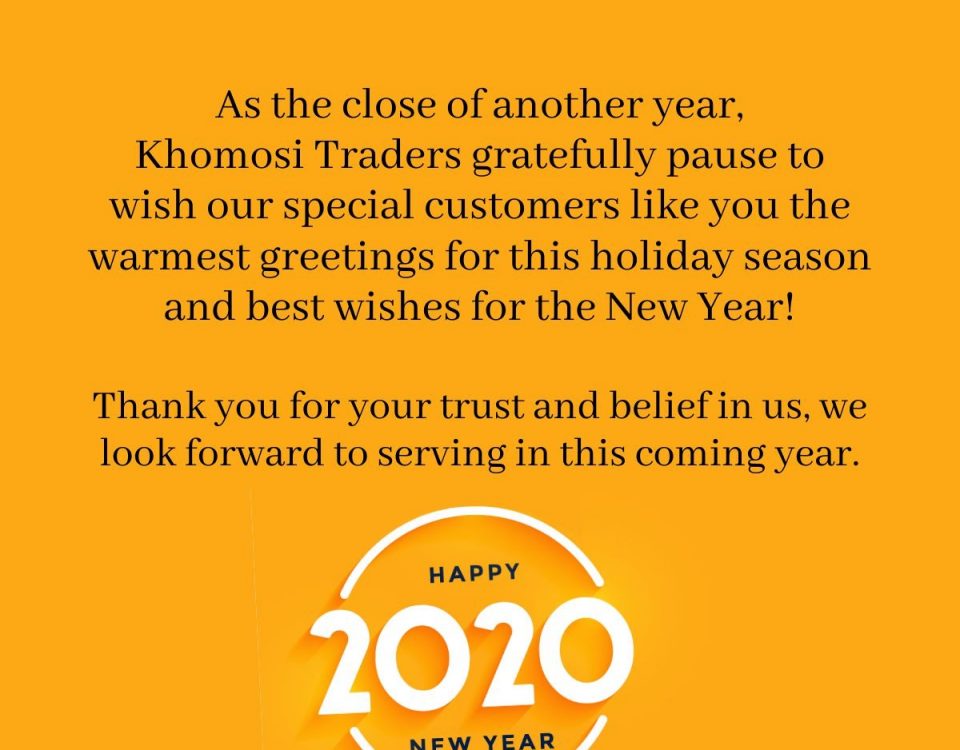 As the close of another year,
Khomosi Traders gratefully pause to
wish our special customers like you the
warmest greetings for this holiday season
and best wishes for the New Year!
Thank you for your trust and belief in us, we
look forward to serving in this coming year.
HAPPY
2020
NEW YEAR